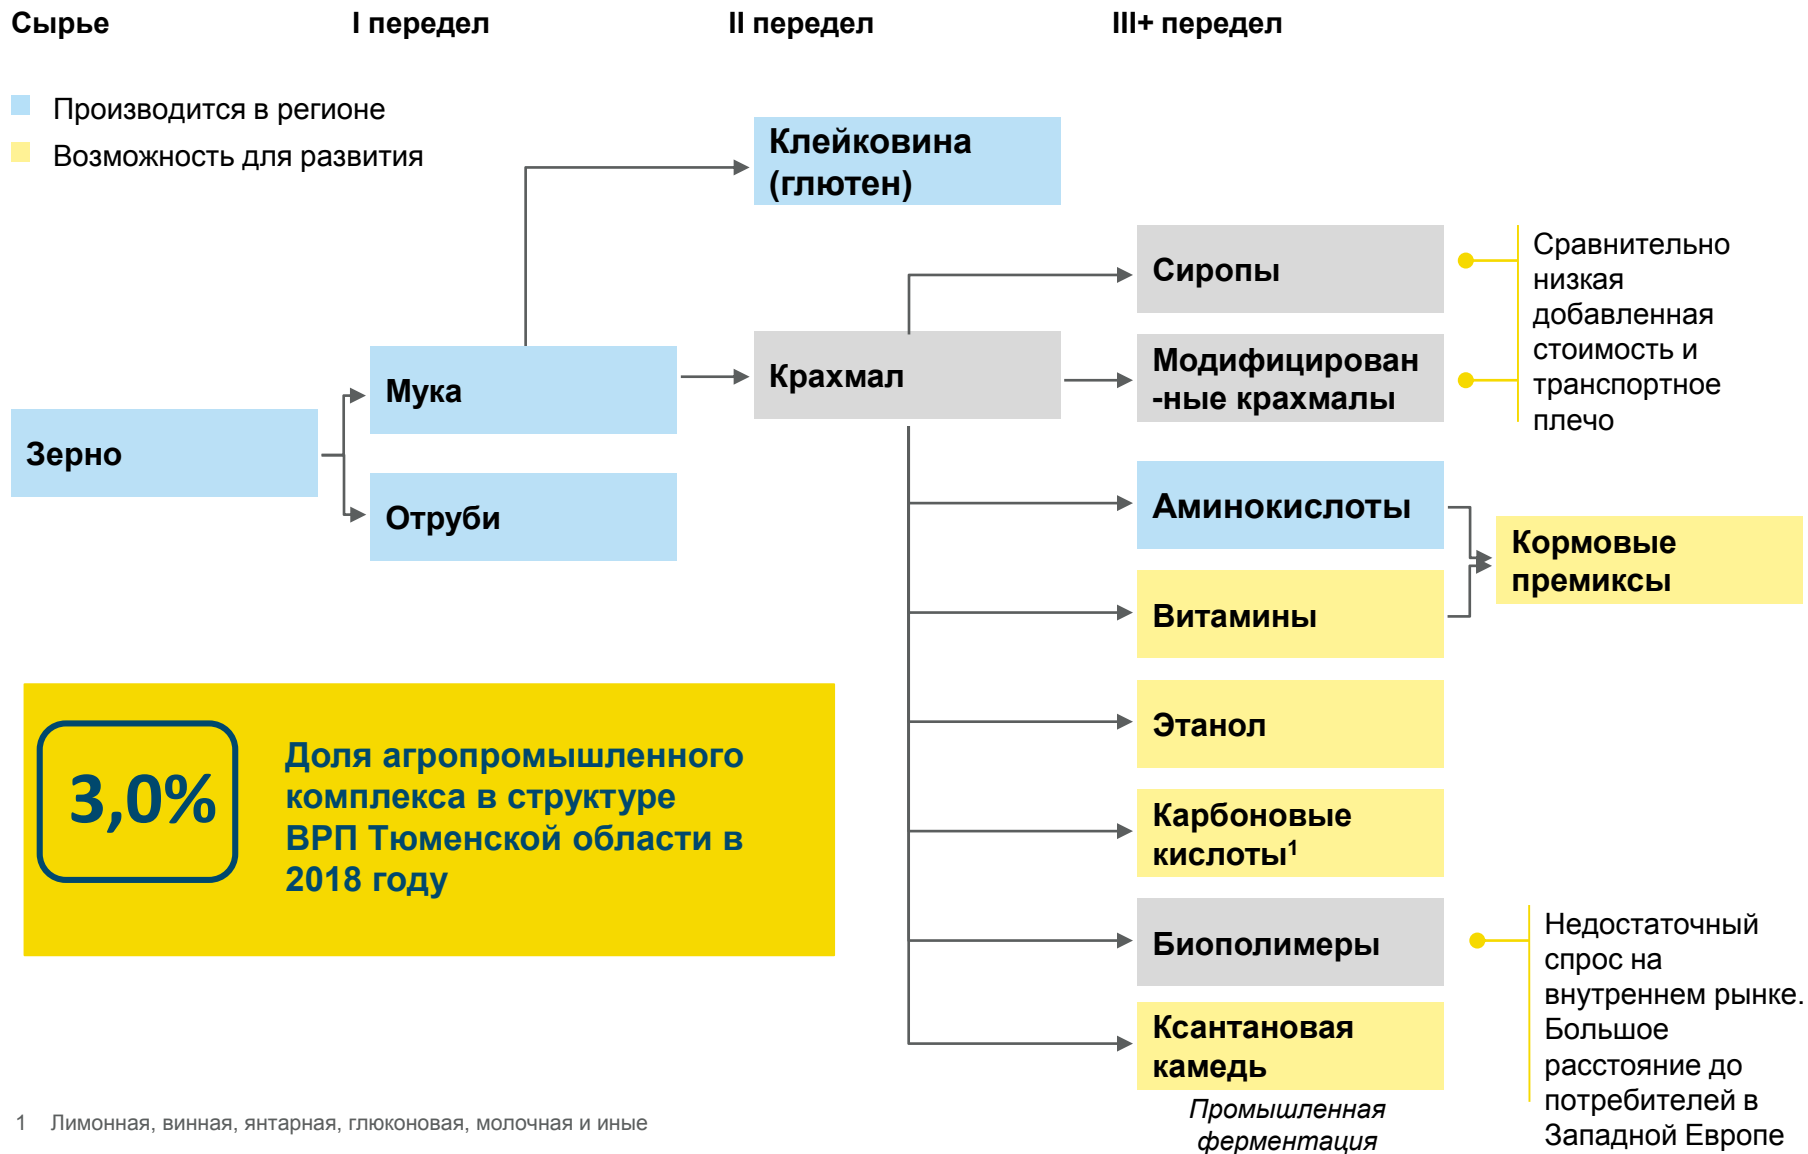 Сырье
I передел
II передел
III+ передел
Производится в регионе
Возможность для развития
Клейковина
(глютен)
Сиропы
Сравнительно
низкая
добавленная
стоимость и
транспортное
плечо
Мука
Крахмал
Модифицирован
-ные крахмалы
Зерно
Отруби
Аминокислоты
Кормовые
премиксы
Витамины
Этанол
3,0%
Доля агропромышленного
комплекса в структуре
ВРП Тюменской области в
2018 году
Карбоновые
кислоты1
Биополимеры
Недостаточный
спрос на
внутреннем рынке.
Большое
расстояние до
потребителей в
Западной Европе
Ксантановая
камедь
Промышленная
ферментация
1 Лимонная, винная, янтарная, глюконовая, молочная и иные